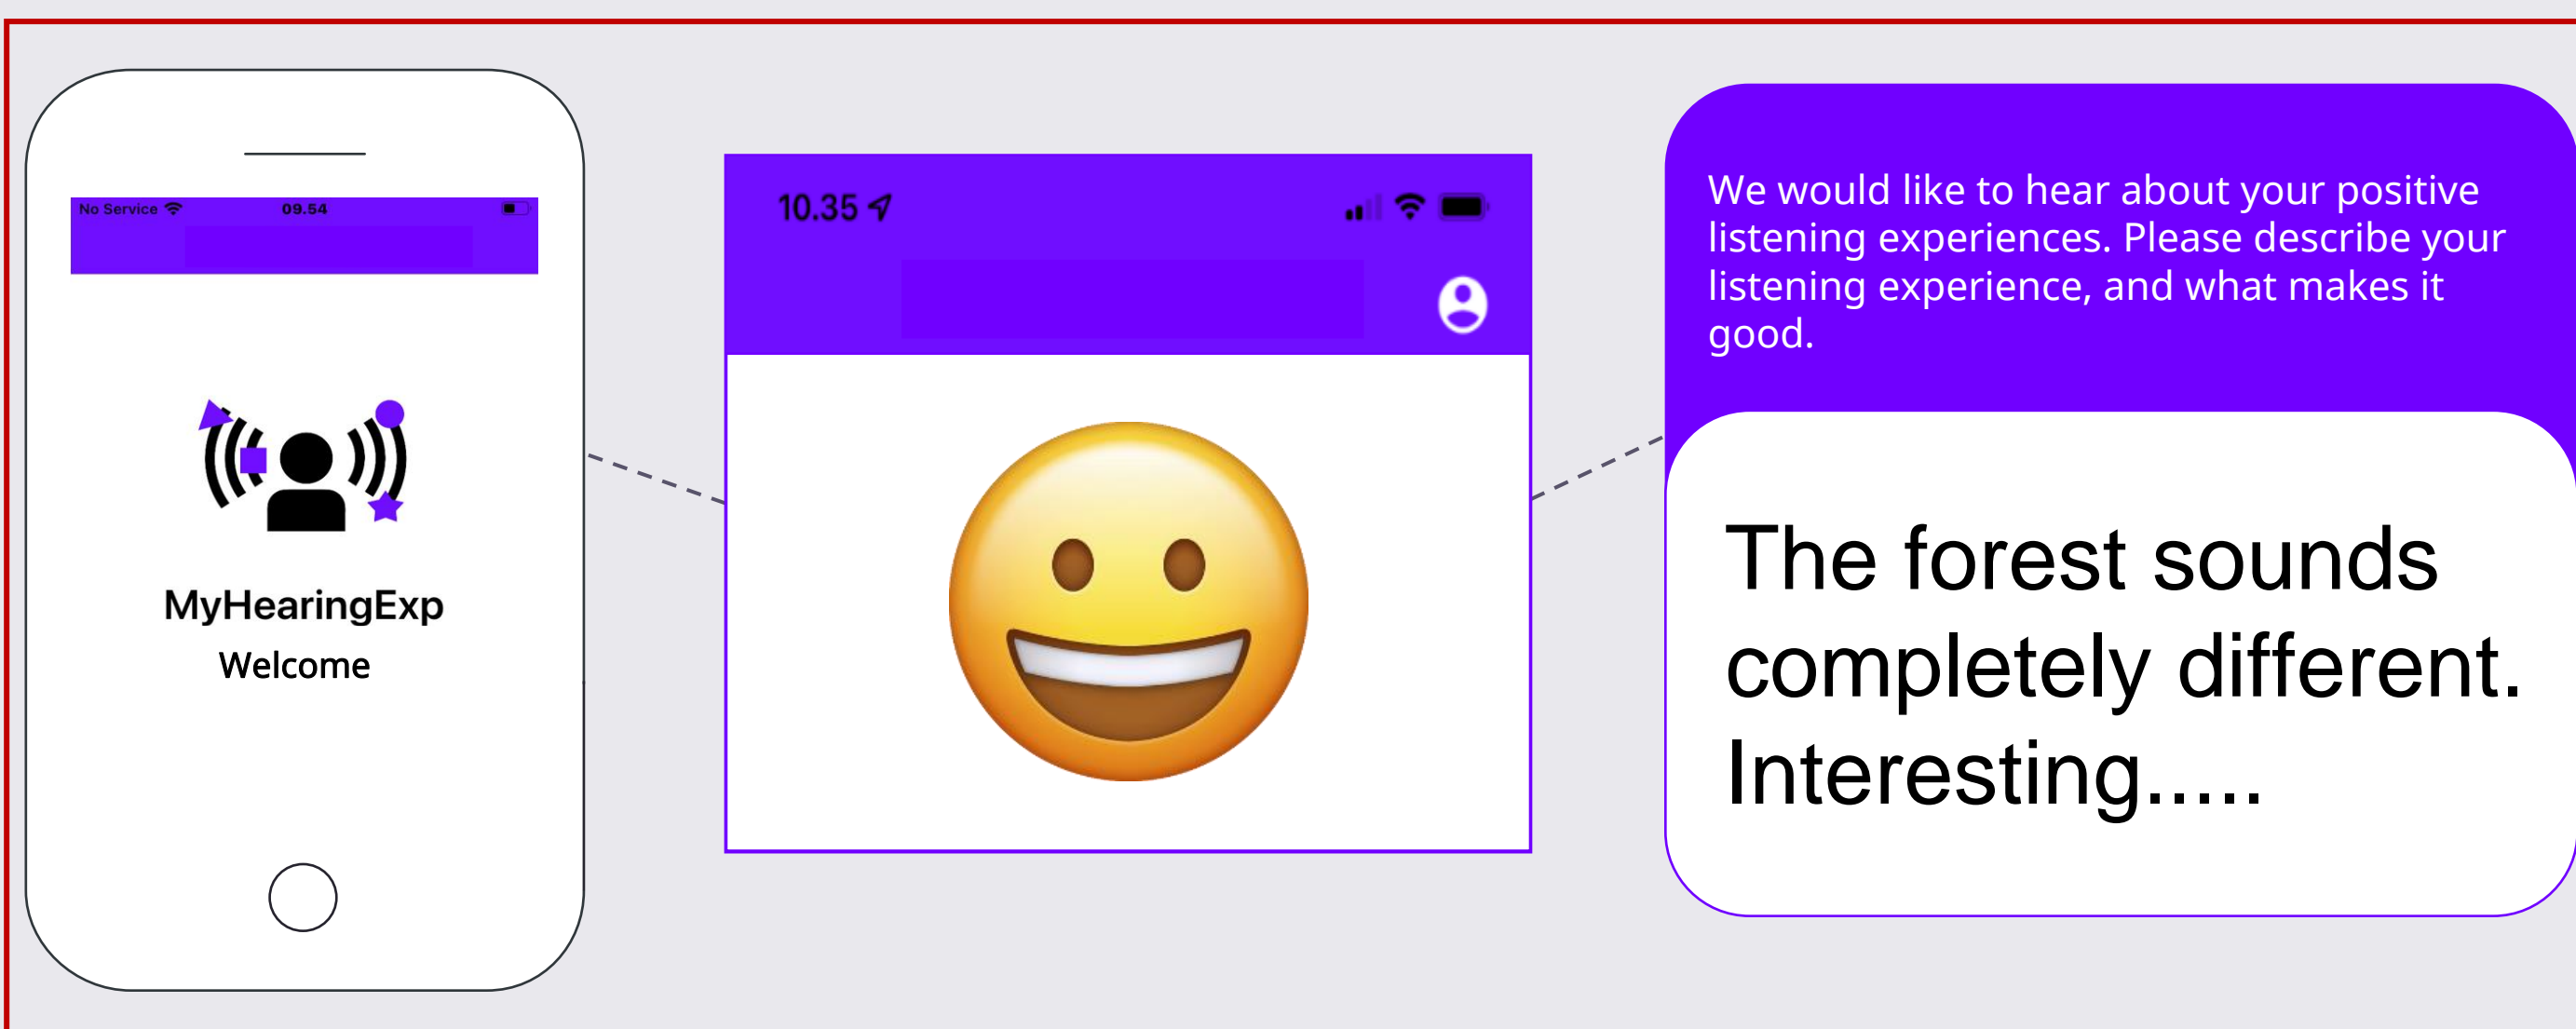 No Service 09.54
MyHearingExp
Welcome
10.35
We would like to hear about your positive
listening experiences. Please describe your
listening experience, and what makes it
good.
The forest sounds
completely different.
Interesting.....